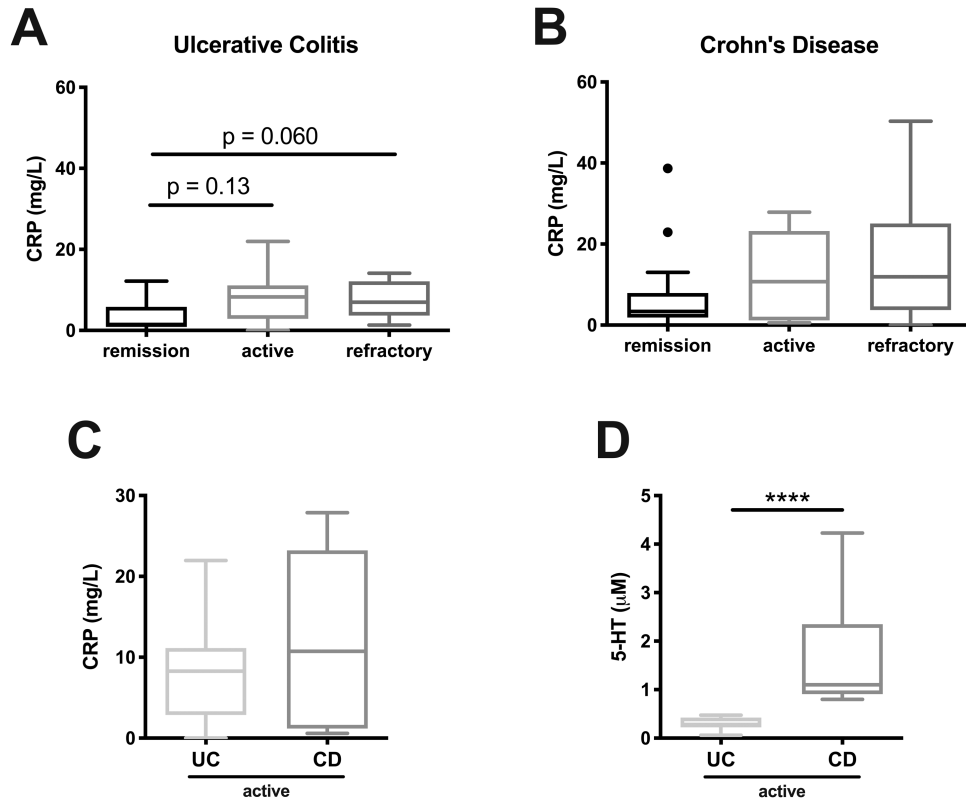 A
Ulcerative Colitis
60
40
20
0
CRP (mg/L)
p = 0.060
p = 0.13
remission active refractory
B
Crohn's Disease
60
40
20
0
CRP (mg/L)
remission active refractory
C
30
20
10
0
CRP (mg/L)
UC CD
active
D
5
4
3
2
1
0
5-HT (μM)
****
UC CD
active